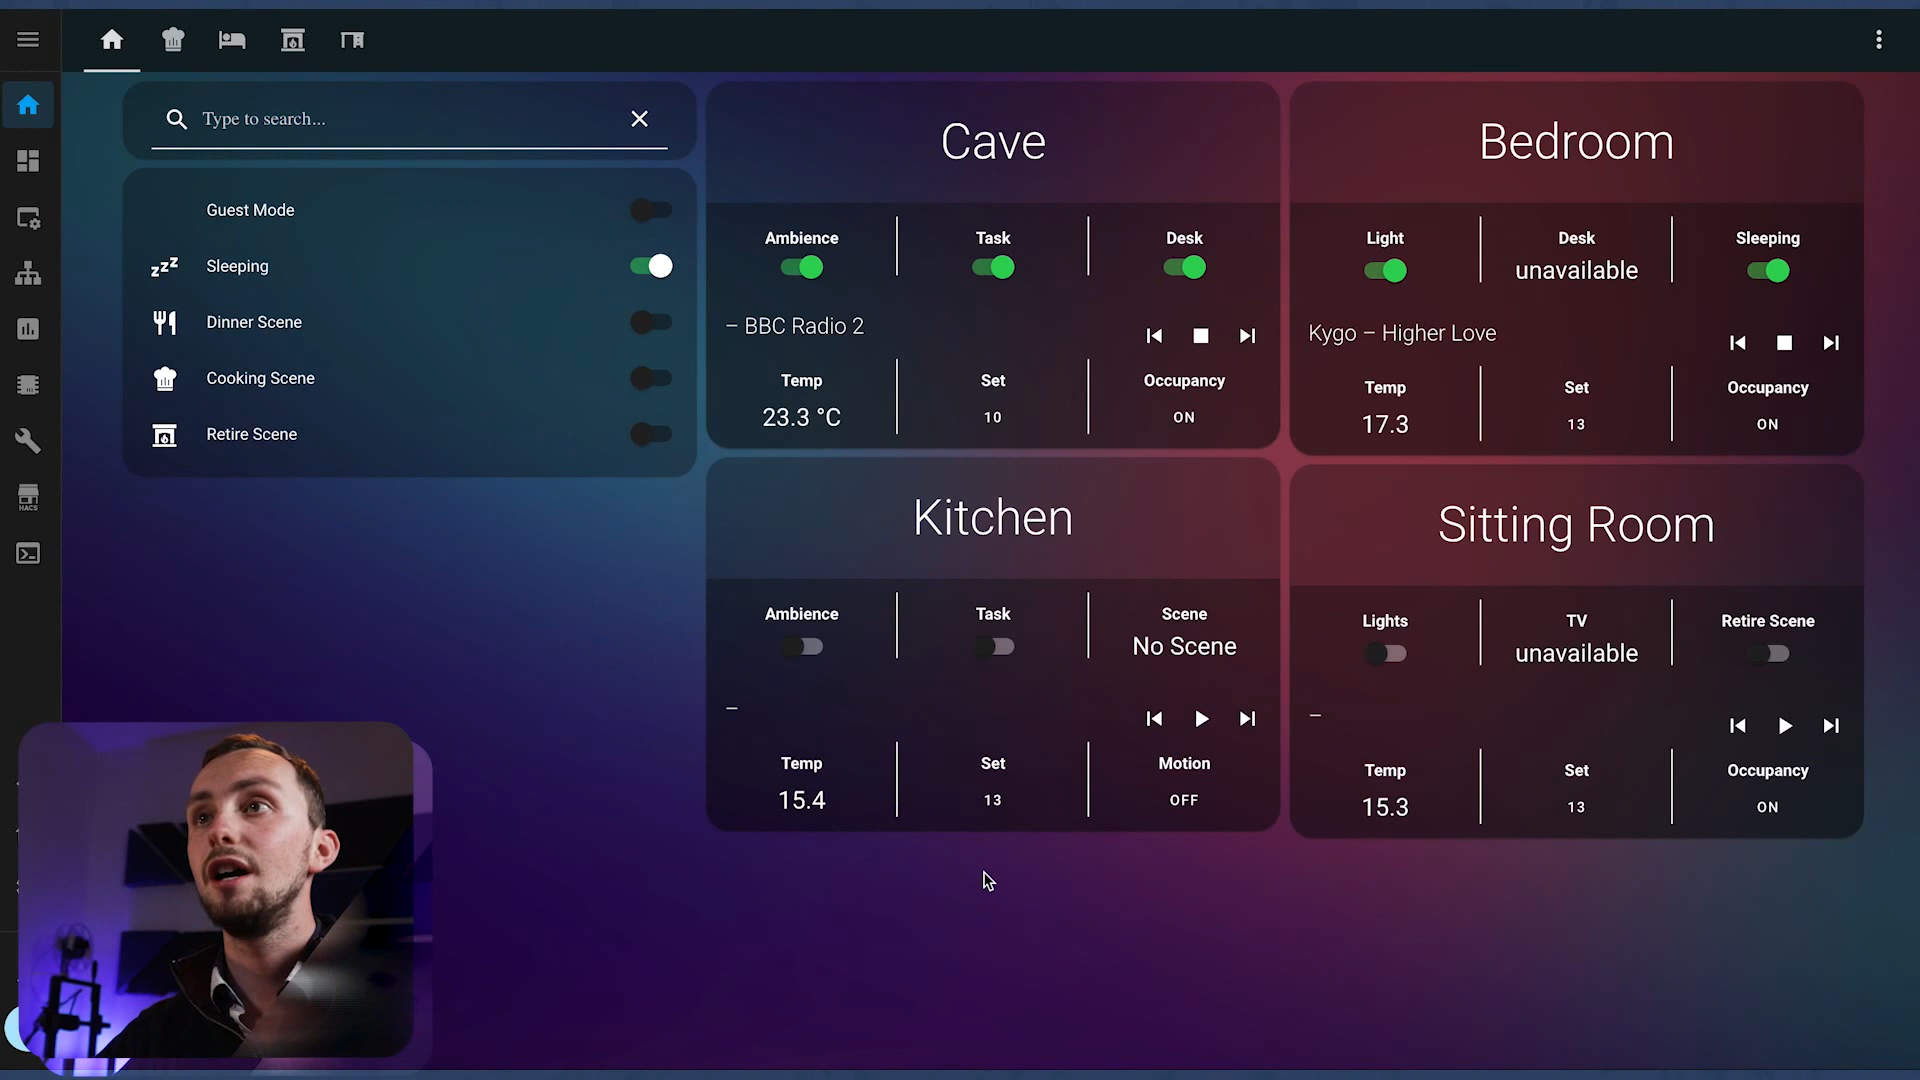 Type to search...
Guest Mode
Sleeping
Dinner Scene
Cooking Scene
Retire Scene
HACS
Cave
Ambience Task Desk
– BBC Radio 2
Temp Set Occupancy
23.3 °C 10 ON
Bedroom
Light Desk Sleeping
unavailable
Kygo – Higher Love
Temp Set Occupancy
17.3 13 ON
Kitchen
Ambience Task Scene
No Scene
–
Temp Set Motion
15.4 13 OFF
Sitting Room
Lights TV Retire Scene
unavailable
–
Temp Set Occupancy
15.3 13 ON